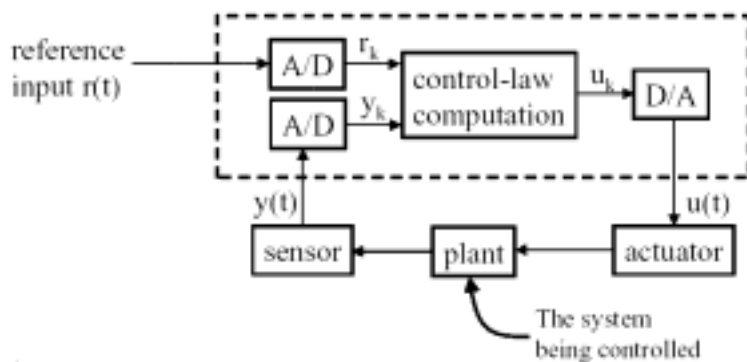 reference
input r(t)
A/D
r_k
A/D
y_k
control-law
computation
u_k
D/A
y(t)
u(t)
sensor
plant
actuator
The system
being controlled